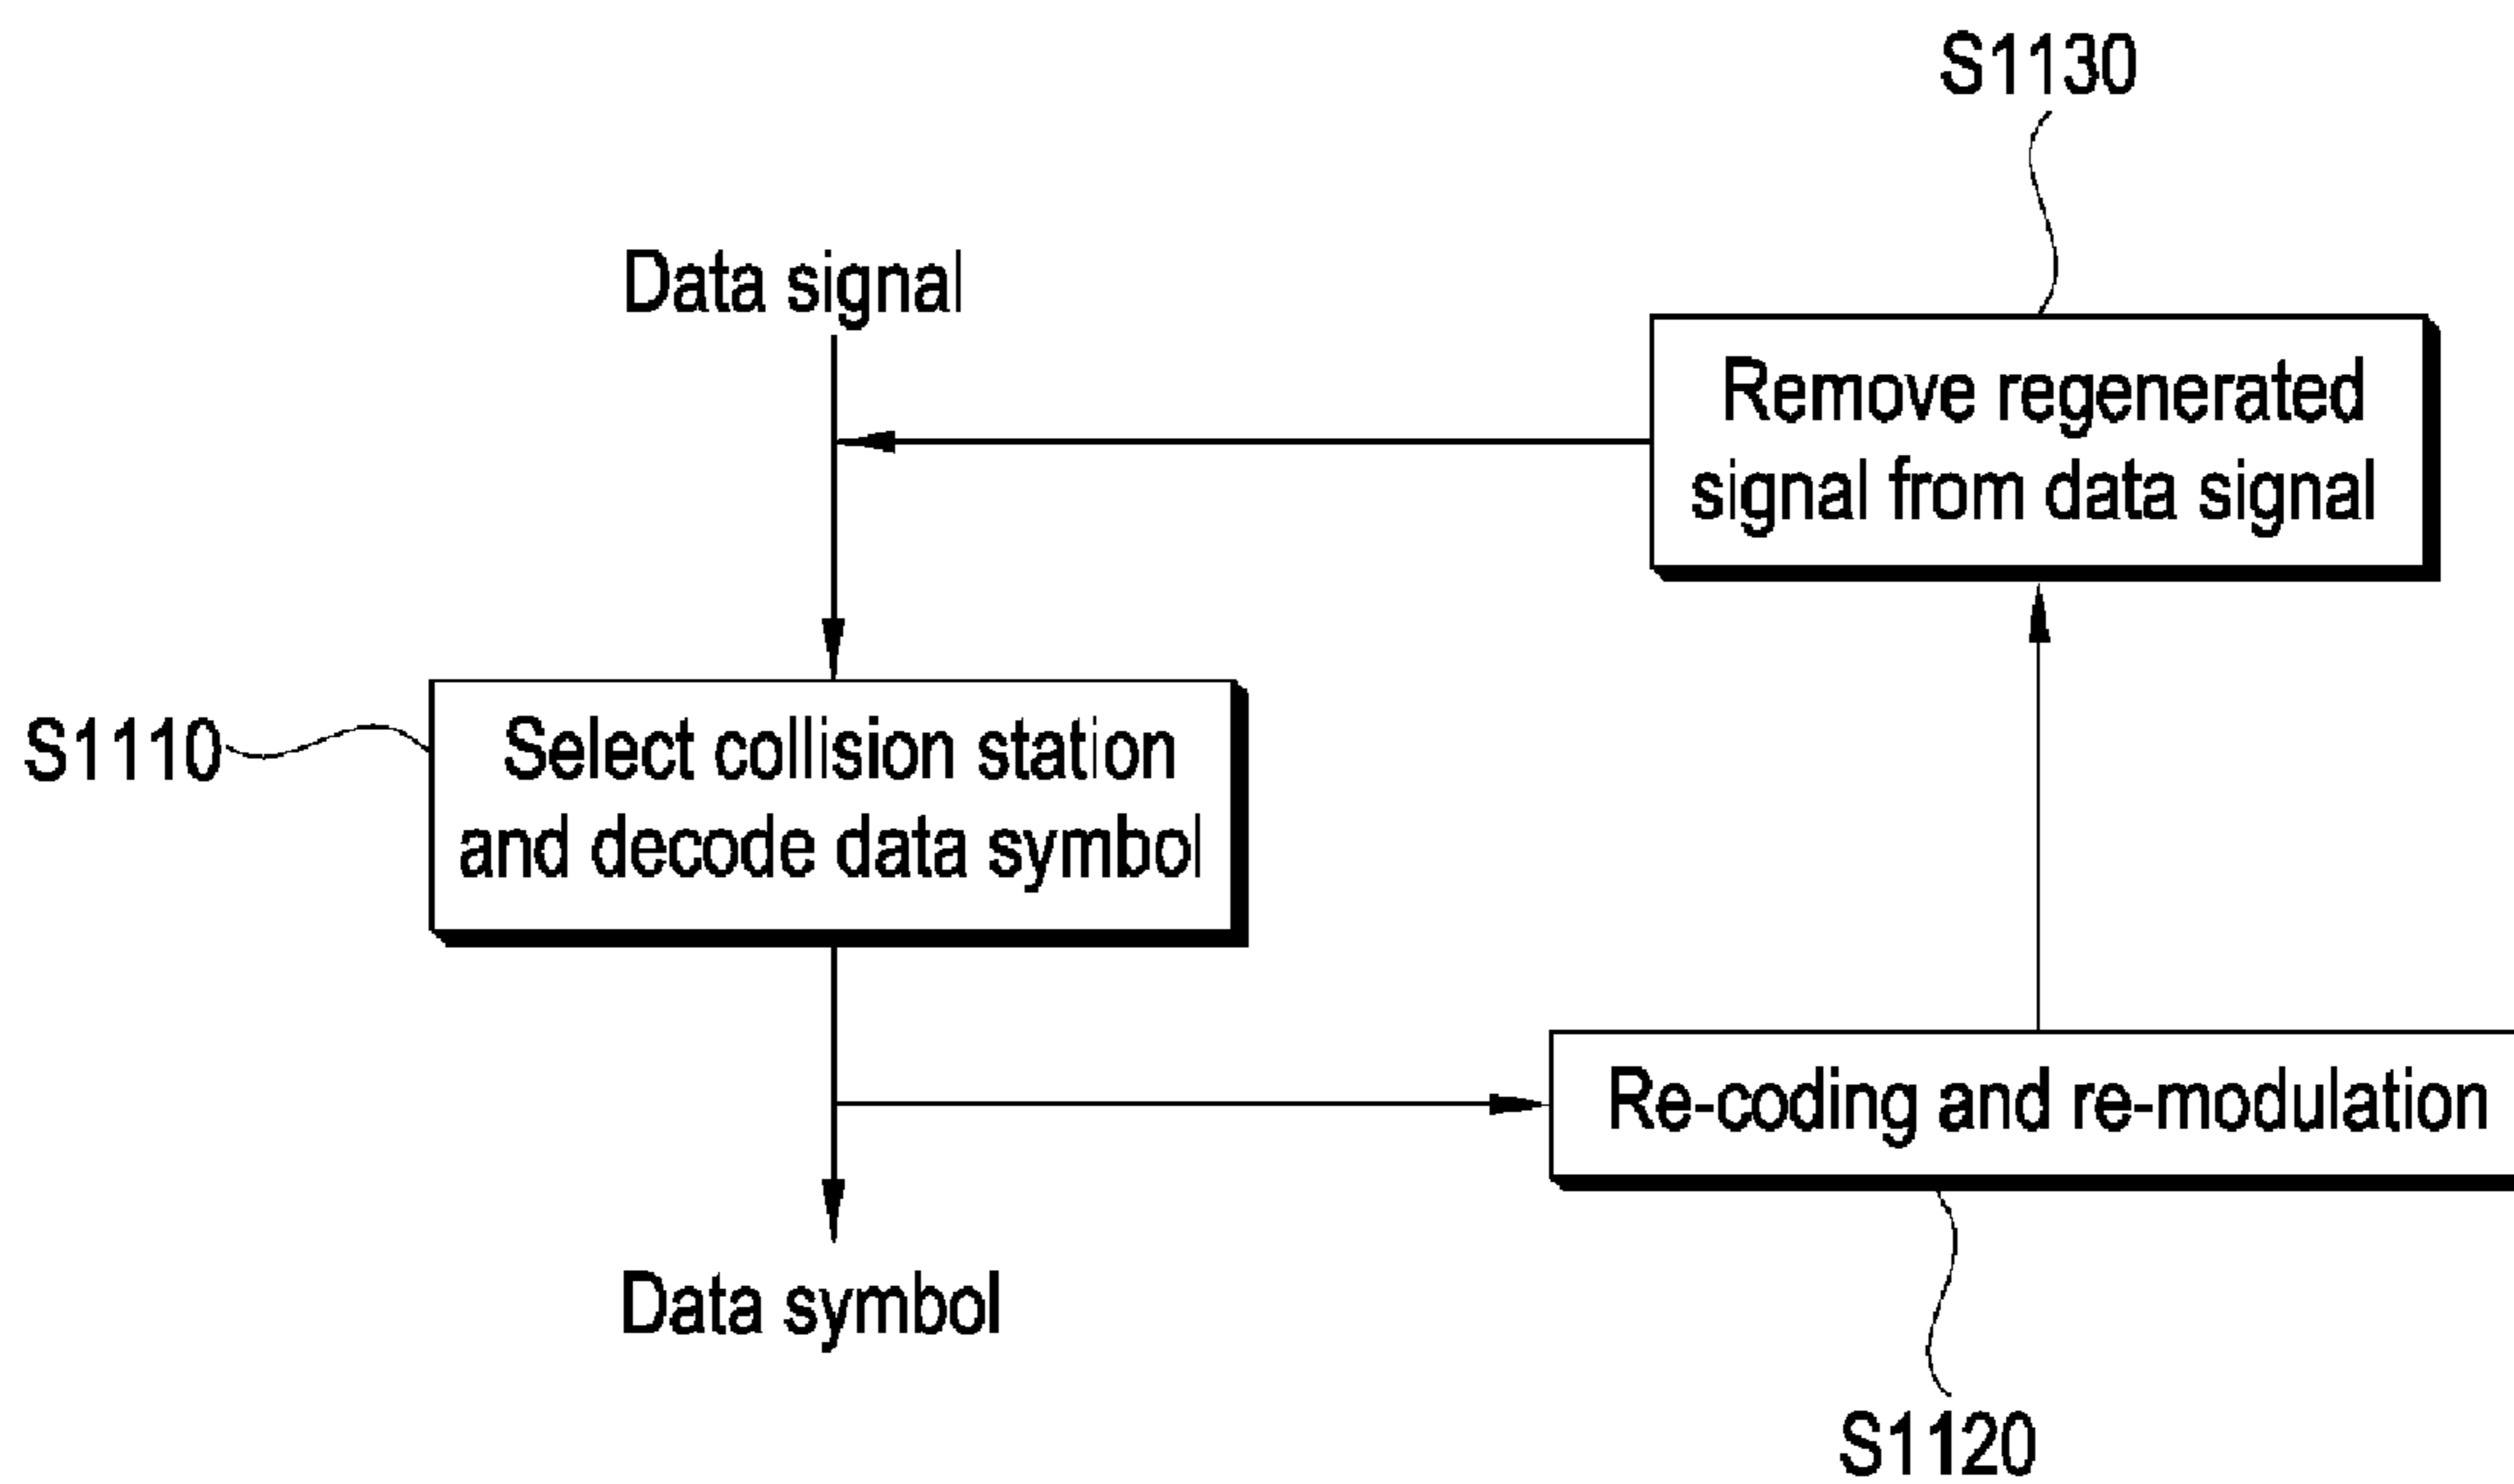 S1130
Data signal
Remove regenerated
signal from data signal
S1110
Select collision station
and decode data symbol
Re-coding and re-modulation
Data symbol
S1120